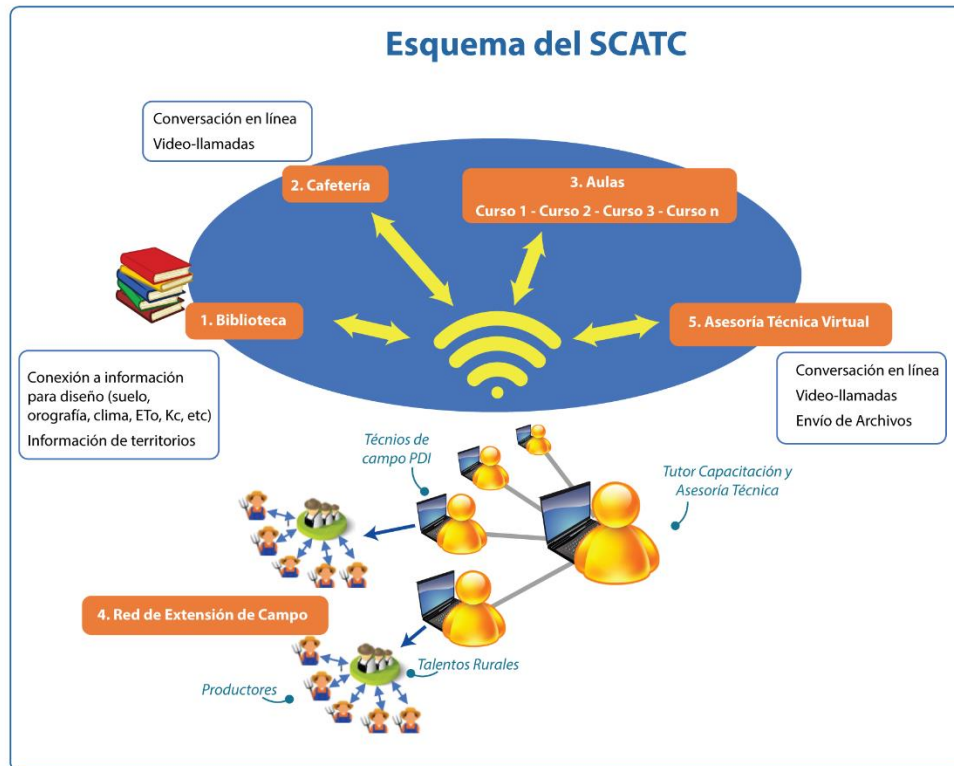 Esquema del SCATC
Conversación en línea
Video-llamadas
2. Cafetería
3. Aulas
Curso 1 - Curso 2 - Curso 3 - Curso n
1. Biblioteca
5. Asesoría Técnica Virtual
Conexión a información
para diseño (suelo,
orografía, clima, ETo, Kc, etc)
Información de territorios
Conversación en línea
Video-llamadas
Envío de Archivos
Técnios de
campo PDI
Tutor Capacitación y
Asesoría Técnica
4. Red de Extensión de Campo
Talentos Rurales
Productores